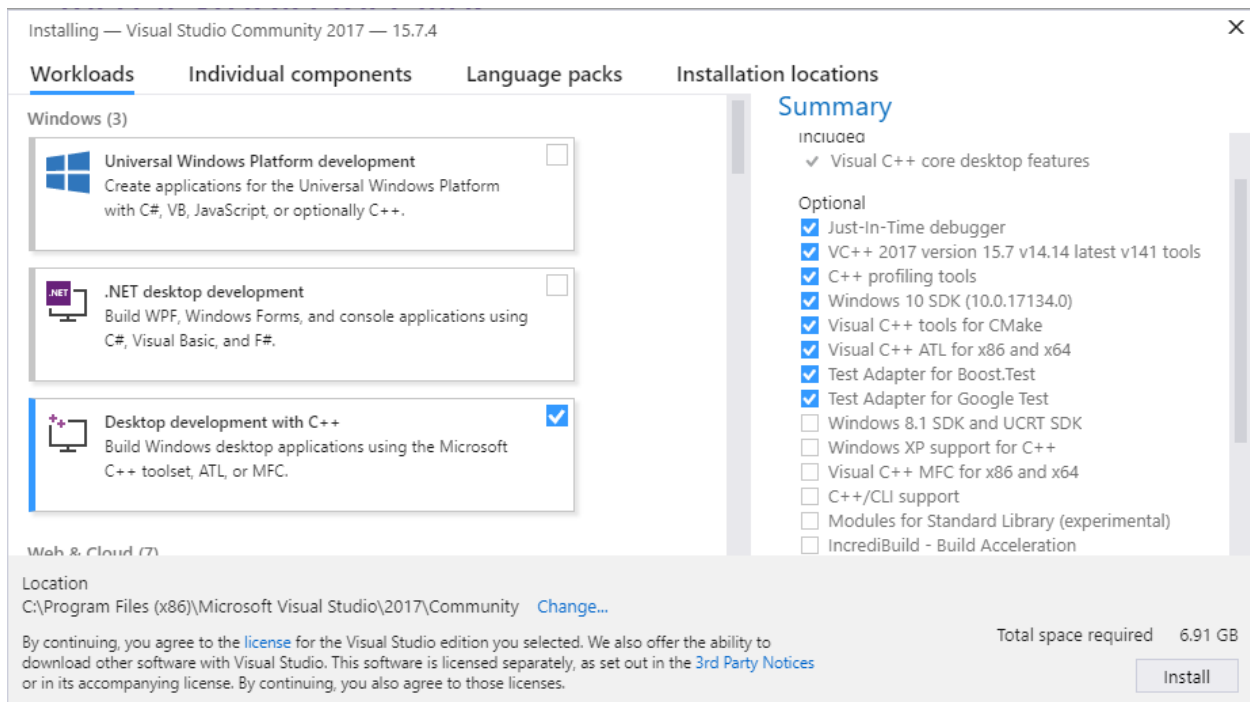 Installing — Visual Studio Community 2017 — 15.7.4
Workloads
Individual components
Language packs
Installation locations
Windows (3)
Universal Windows Platform development
Create applications for the Universal Windows Platform
with C#, VB, JavaScript, or optionally C++.
.NET
.NET desktop development
Build WPF, Windows Forms, and console applications using
C#, Visual Basic, and F#.
Desktop development with C++
Build Windows desktop applications using the Microsoft
C++ toolset, ATL, or MFC.
Web & Cloud (7)
Summary
Included
Visual C++ core desktop features
Optional
Just-In-Time debugger
VC++ 2017 version 15.7 v14.14 latest v141 tools
C++ profiling tools
Windows 10 SDK (10.0.17134.0)
Visual C++ tools for CMake
Visual C++ ATL for x86 and x64
Test Adapter for Boost.Test
Test Adapter for Google Test
Windows 8.1 SDK and UCRT SDK
Windows XP support for C++
Visual C++ MFC for x86 and x64
C++/CLI support
Modules for Standard Library (experimental)
IncrediBuild - Build Acceleration
Location
C:\Program Files (x86)\Microsoft Visual Studio\2017\Community Change...
By continuing, you agree to the license for the Visual Studio edition you selected. We also offer the ability to
download other software with Visual Studio. This software is licensed separately, as set out in the 3rd Party Notices
or in its accompanying license. By continuing, you also agree to those licenses.
Total space required 6.91 GB
Install